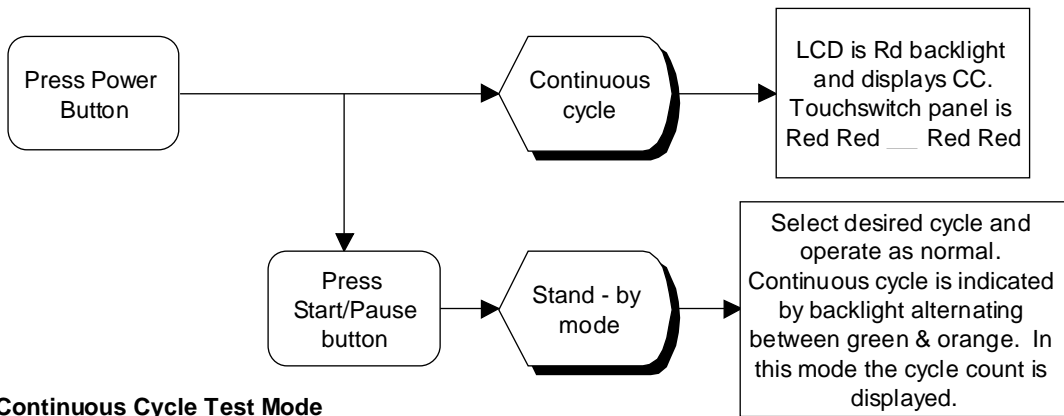 Press Power
Button
Continuous
cycle
LCD is Rd backlight
and displays CC.
Touchswitch panel is
Red Red __ Red Red
Press
Start/Pause
button
Stand - by
mode
Select desired cycle and
operate as normal.
Continuous cycle is indicated
by backlight alternating
between green & orange. In
this mode the cycle count is
displayed.
Continuous Cycle Test Mode